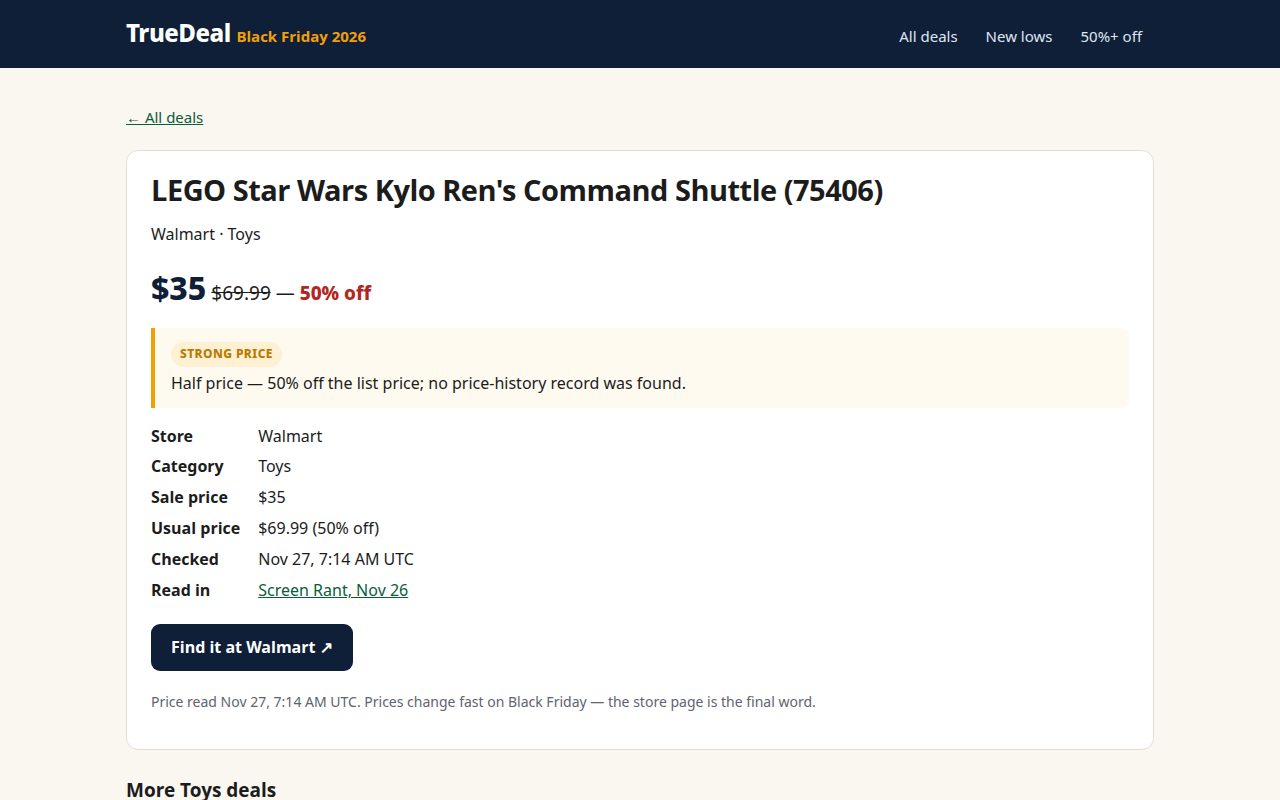 TrueDeal Black Friday 2026
All deals New lows 50%+ off
← All deals
LEGO Star Wars Kylo Ren's Command Shuttle (75406)
Walmart · Toys
$35 $69.99 — 50% off
STRONG PRICE
Half price — 50% off the list price; no price-history record was found.
Store Walmart
Category Toys
Sale price $35
Usual price $69.99 (50% off)
Checked Nov 27, 7:14 AM UTC
Read in Screen Rant, Nov 26
Find it at Walmart ↗
Price read Nov 27, 7:14 AM UTC. Prices change fast on Black Friday — the store page is the final word.
More Toys deals